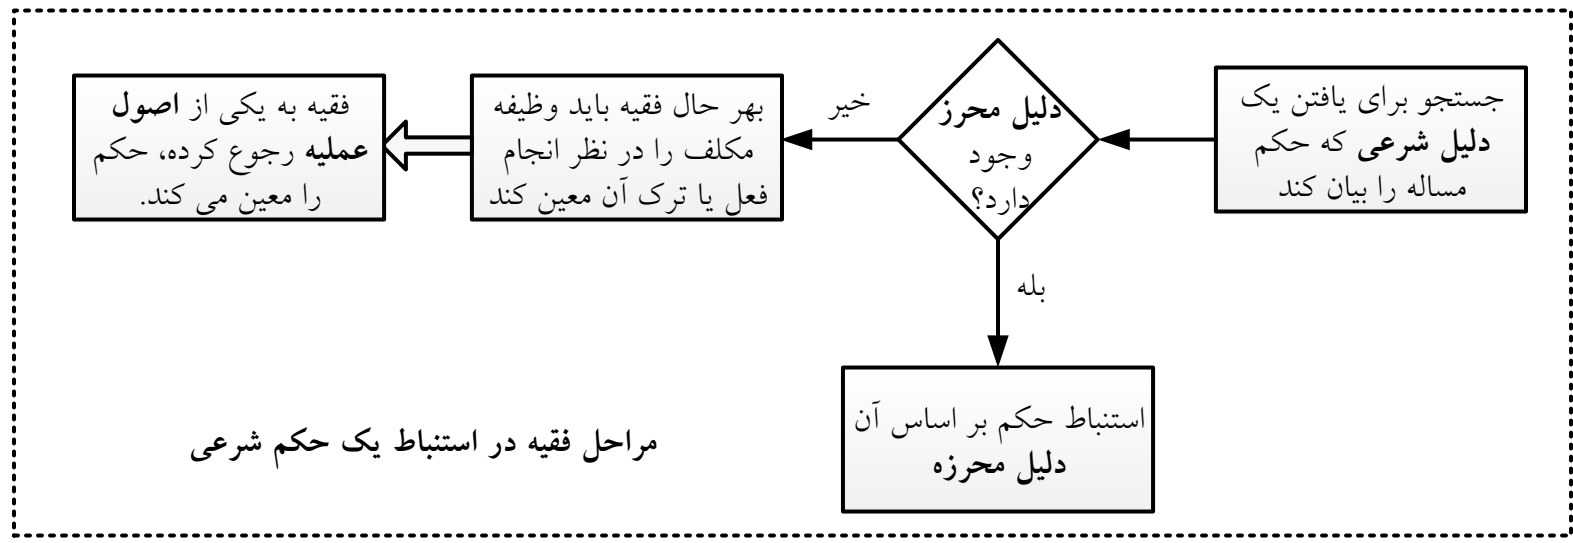 جستجو برای یافتن یک
دلیل شرعی که حکم
مساله را بیان کند
دلیل محرز
وجود
دارد؟
خیر
بهر حال فقیه باید وظیفه
مکلف را در نظر انجام
فعل یا ترک آن معین کند
فقیه به یکی از اصول
عملیه رجوع کرده، حکم
را معین می کند.
بله
استنباط حکم بر اساس آن
دلیل محرزه
مراحل فقیه در استنباط یک حکم شرعی